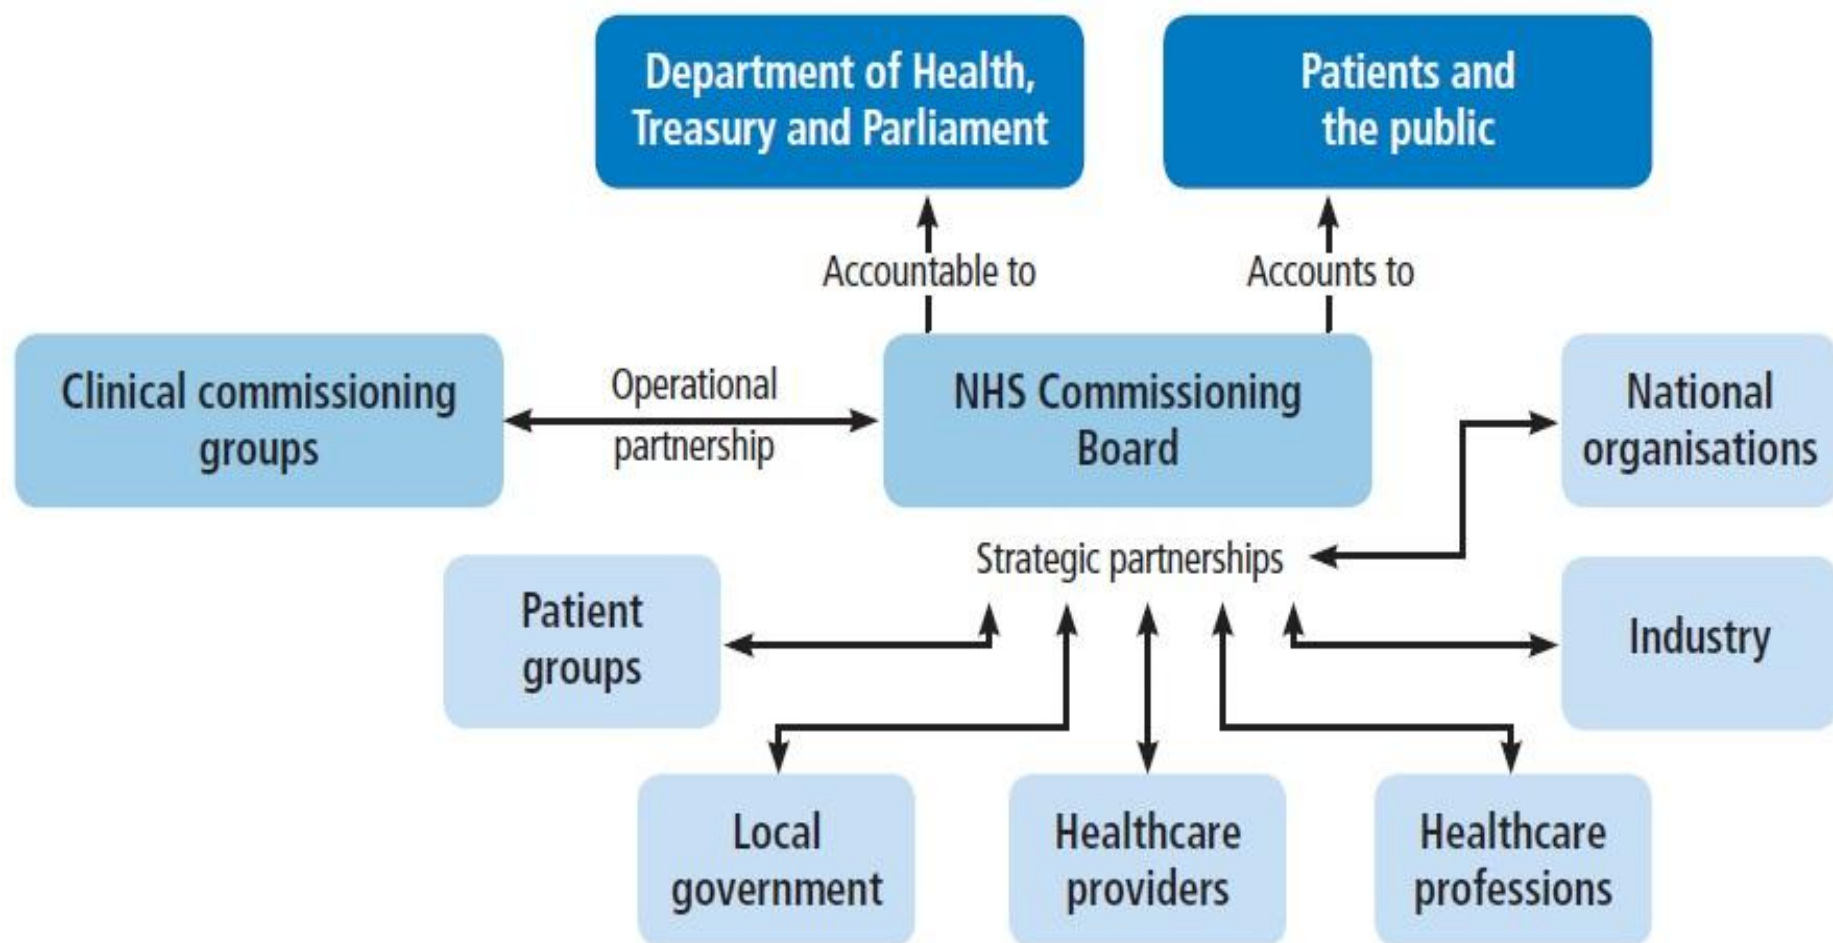 Department of Health,
Treasury and Parliament
Patients and
the public
Accountable to
Accounts to
Clinical commissioning
groups
Operational
partnership
NHS Commissioning
Board
National
organisations
Strategic partnerships
Patient
groups
Industry
Local
government
Healthcare
providers
Healthcare
professions